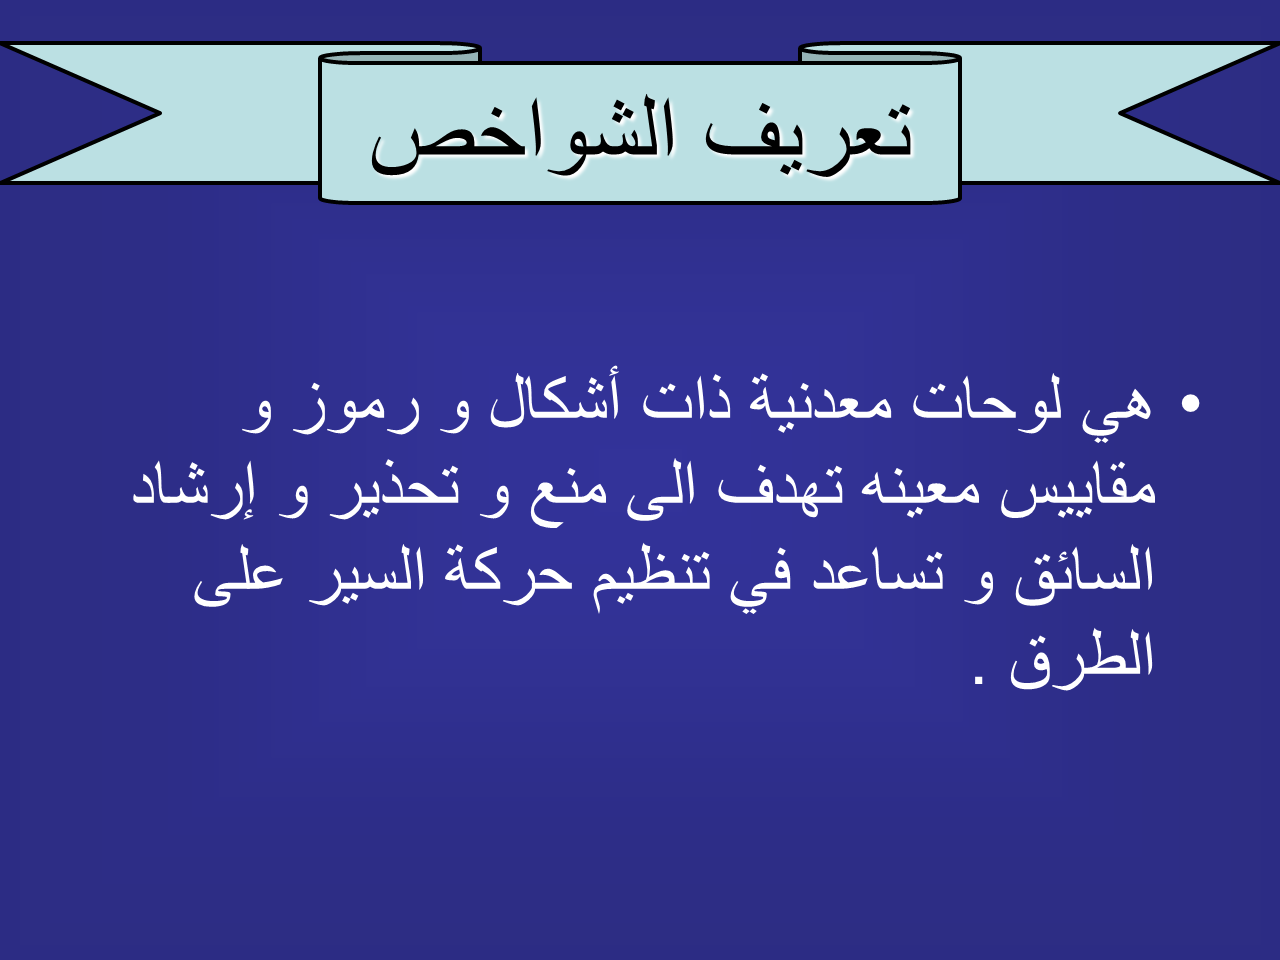 تعريف الشواخص
• هي لوحات معدنية ذات أشكال و رموز و
مقاييس معينه تهدف الى منع و تحذير و إرشاد
السائق و تساعد في تنظيم حركة السير على
الطرق .